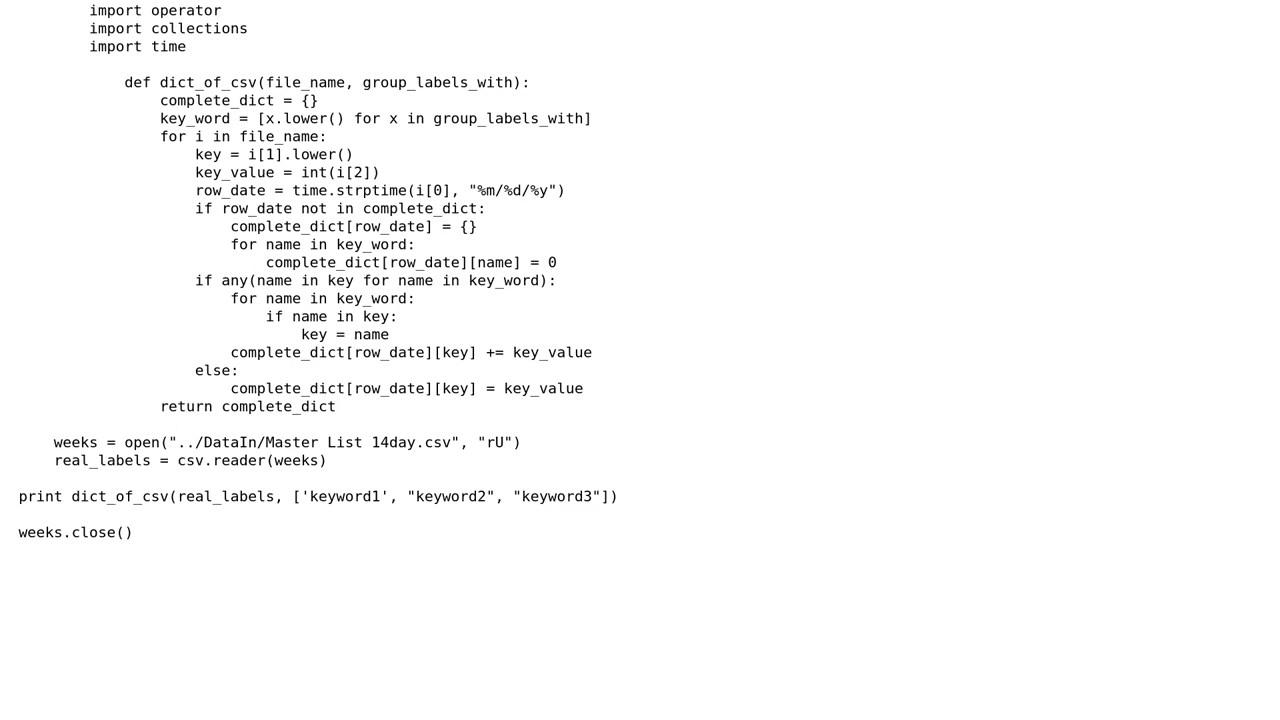 import operator
        import collections
        import time

            def dict_of_csv(file_name, group_labels_with):
                complete_dict = {}
                key_word = [x.lower() for x in group_labels_with]
                for i in file_name:
                    key = i[1].lower()
                    key_value = int(i[2])
                    row_date = time.strptime(i[0], "%m/%d/%y")
                    if row_date not in complete_dict:
                        complete_dict[row_date] = {}
                        for name in key_word:
                            complete_dict[row_date][name] = 0
                    if any(name in key for name in key_word):
                        for name in key_word:
                            if name in key:
                                key = name
                        complete_dict[row_date][key] += key_value
                    else:
                        complete_dict[row_date][key] = key_value
                return complete_dict

    weeks = open("../DataIn/Master List 14day.csv", "rU")
    real_labels = csv.reader(weeks)

print dict_of_csv(real_labels, ['keyword1', "keyword2", "keyword3"])

weeks.close()